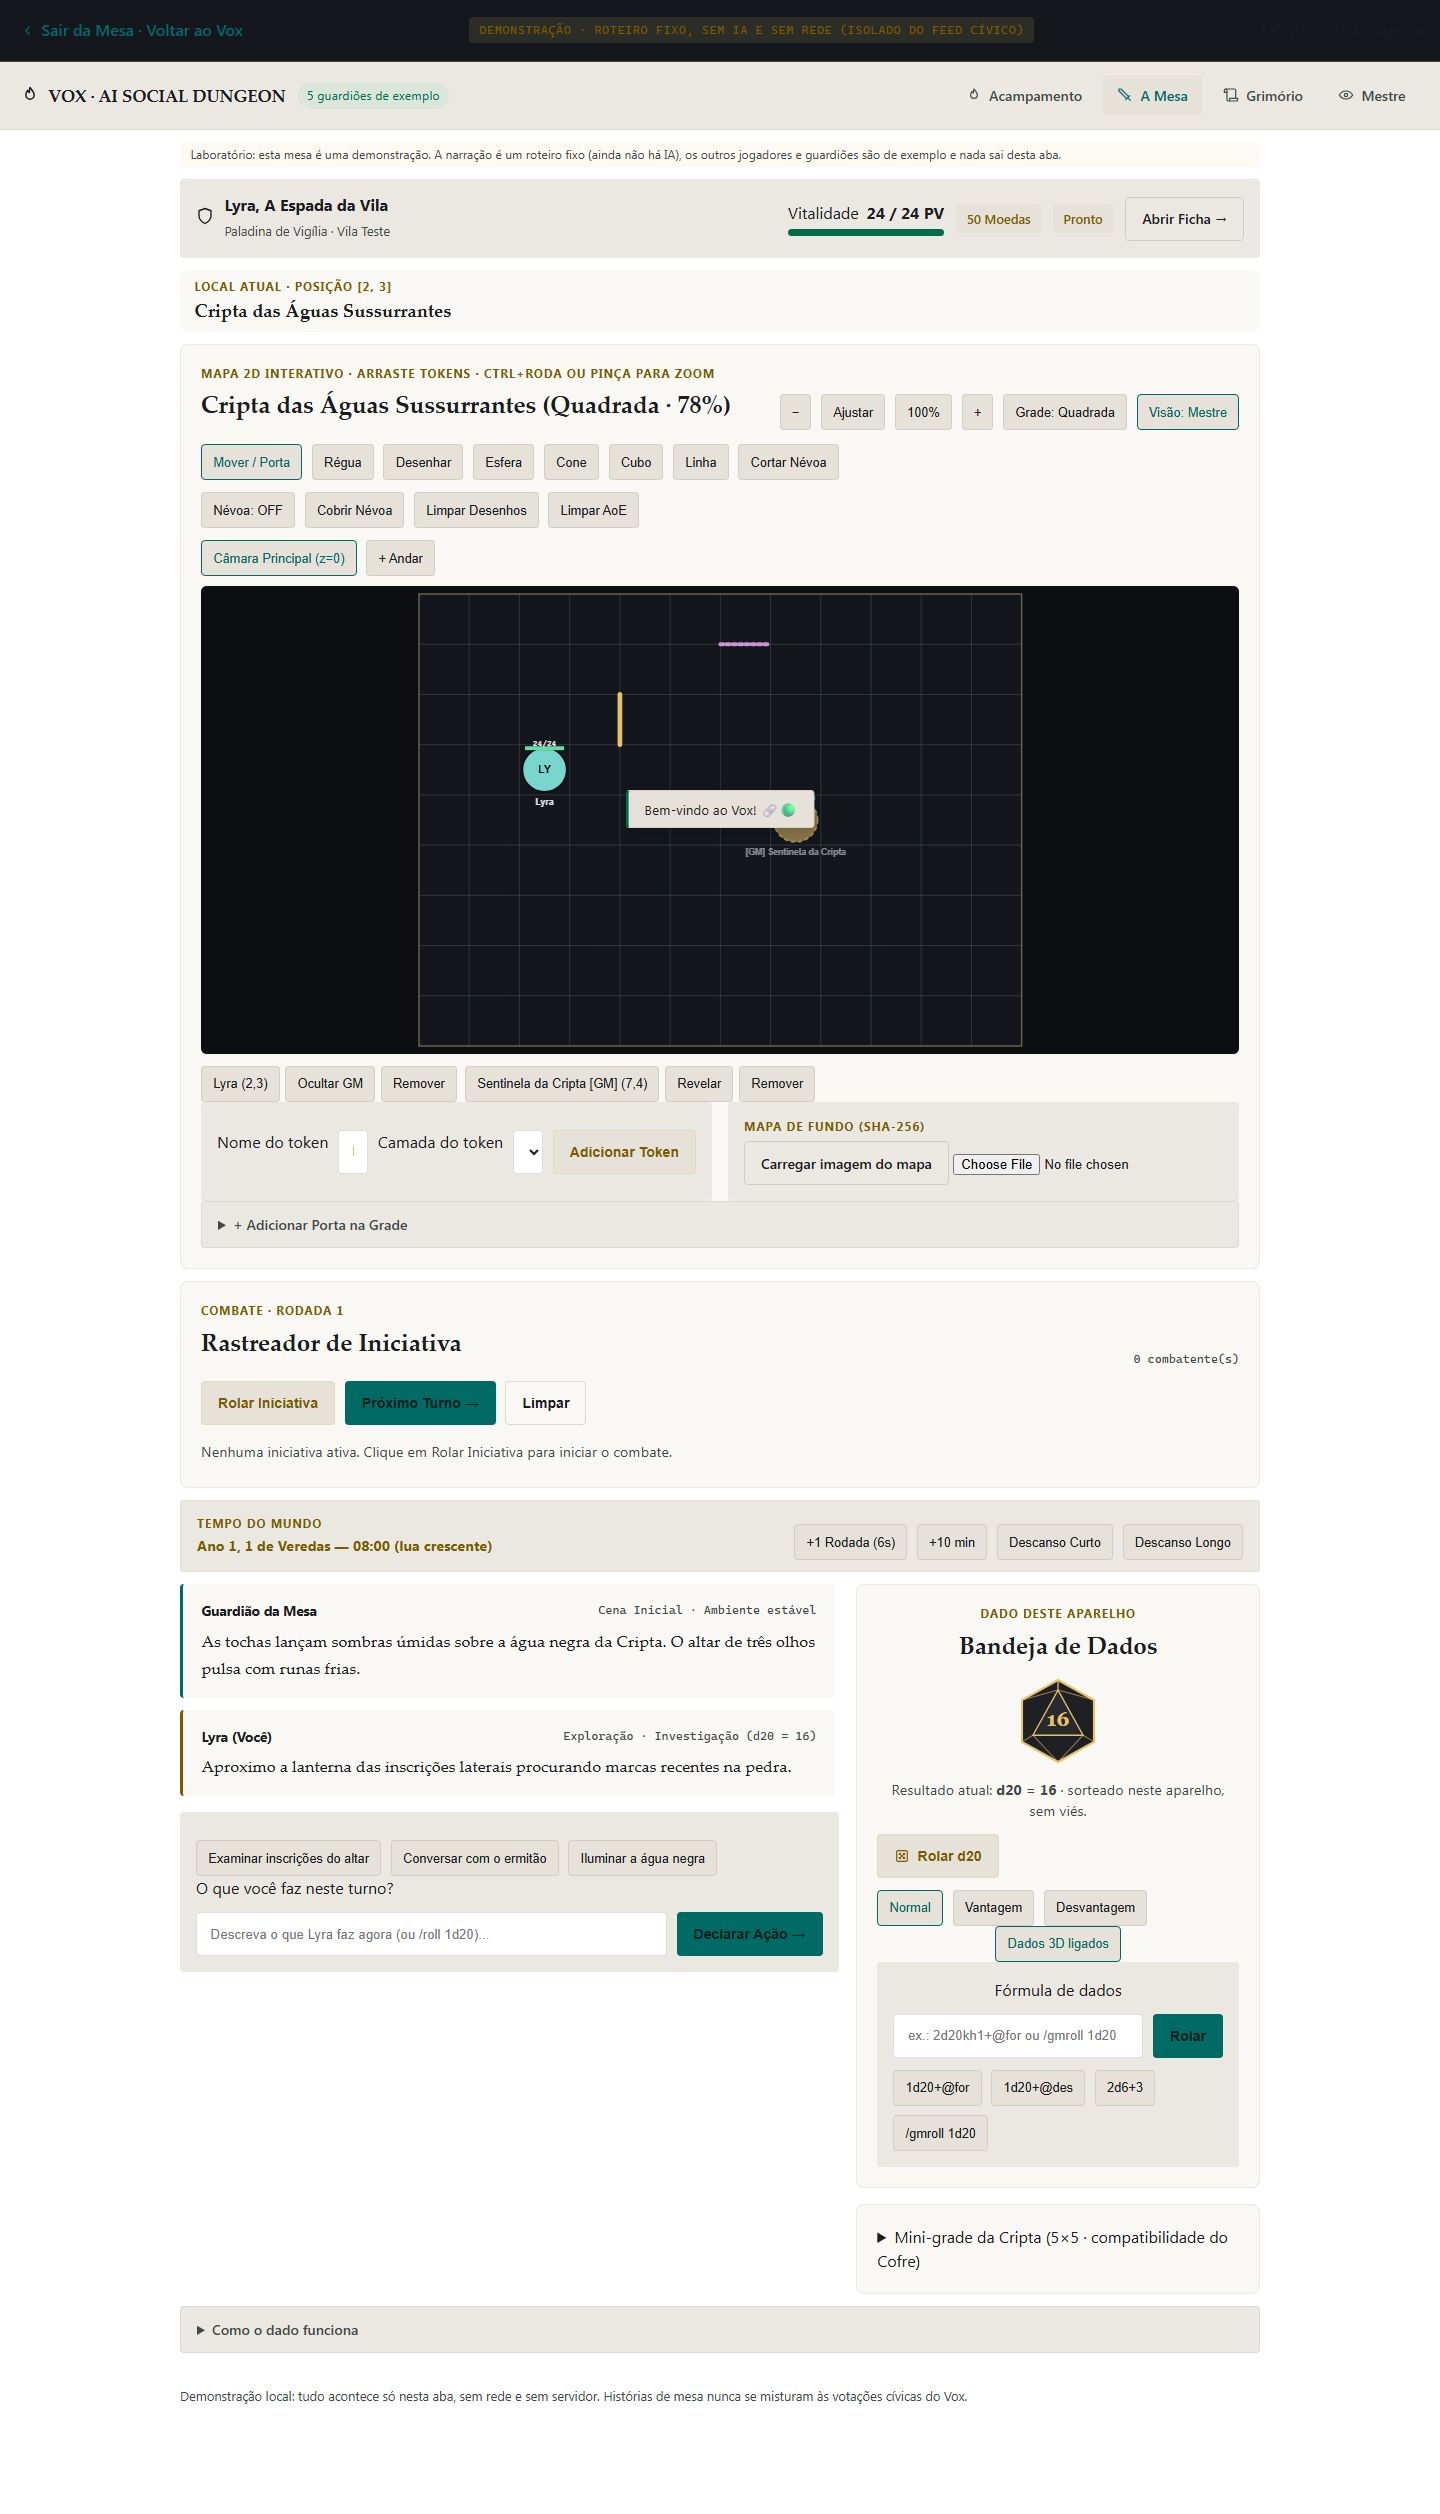 Sair da Mesa · Voltar ao Vox
DEMONSTRAÇÃO · ROTEIRO FIXO, SEM IA E SEM REDE (ISOLADO DO FEED CÍVICO)
VOX · AI SOCIAL DUNGEON
5 guardiões de exemplo
Acampamento
A Mesa
Grimório
Mestre
Laboratório: esta mesa é uma demonstração. A narração é um roteiro fixo (ainda não há IA), os outros jogadores e guardiões são de exemplo e nada sai desta aba.
Lyra, A Espada da Vila
Paladina de Vigília · Vila Teste
Vitalidade 24 / 24 PV
50 Moedas
Pronto
Abrir Ficha →
LOCAL ATUAL · POSIÇÃO [2, 3]
Cripta das Águas Sussurrantes
MAPA 2D INTERATIVO · ARRASTE TOKENS · CTRL+RODA OU PINÇA PARA ZOOM
Cripta das Águas Sussurrantes (Quadrada · 78%)
−
Ajustar
100%
+
Grade: Quadrada
Visão: Mestre
Mover / Porta
Régua
Desenhar
Esfera
Cone
Cubo
Linha
Cortar Névoa
Névoa: OFF
Cobrir Névoa
Limpar Desenhos
Limpar AoE
Câmara Principal (z=0)
+ Andar
24/24
LY
Lyra
Bem-vindo ao Vox!
[GM] Sentinela da Cripta
Lyra (2,3)
Ocultar GM
Remover
Sentinela da Cripta [GM] (7,4)
Revelar
Remover
Nome do token
Camada do token
Adicionar Token
MAPA DE FUNDO (SHA-256)
Carregar imagem do mapa
Choose File No file chosen
+ Adicionar Porta na Grade
COMBATE · RODADA 1
Rastreador de Iniciativa
0 combatente(s)
Rolar Iniciativa
Próximo Turno →
Limpar
Nenhuma iniciativa ativa. Clique em Rolar Iniciativa para iniciar o combate.
TEMPO DO MUNDO
Ano 1, 1 de Veredas — 08:00 (lua crescente)
+1 Rodada (6s)
+10 min
Descanso Curto
Descanso Longo
Guardião da Mesa
Cena Inicial · Ambiente estável
As tochas lançam sombras úmidas sobre a água negra da Cripta. O altar de três olhos
pulsa com runas frias.
Lyra (Você)
Exploração · Investigação (d20 = 16)
Aproximo a lanterna das inscrições laterais procurando marcas recentes na pedra.
Examinar inscrições do altar
Conversar com o ermitão
Iluminar a água negra
O que você faz neste turno?
Descreva o que Lyra faz agora (ou /roll 1d20)...
Declarar Ação →
DADO DESTE APARELHO
Bandeja de Dados
16
Resultado atual: d20 = 16 · sorteado neste aparelho,
sem viés.
Rolar d20
Normal
Vantagem
Desvantagem
Dados 3D ligados
Fórmula de dados
ex.: 2d20kh1+@for ou /gmroll 1d20
Rolar
1d20+@for
1d20+@des
2d6+3
/gmroll 1d20
Mini-grade da Cripta (5×5 · compatibilidade do
Cofre)
Como o dado funciona
Demonstração local: tudo acontece só nesta aba, sem rede e sem servidor. Histórias de mesa nunca se misturam às votações cívicas do Vox.